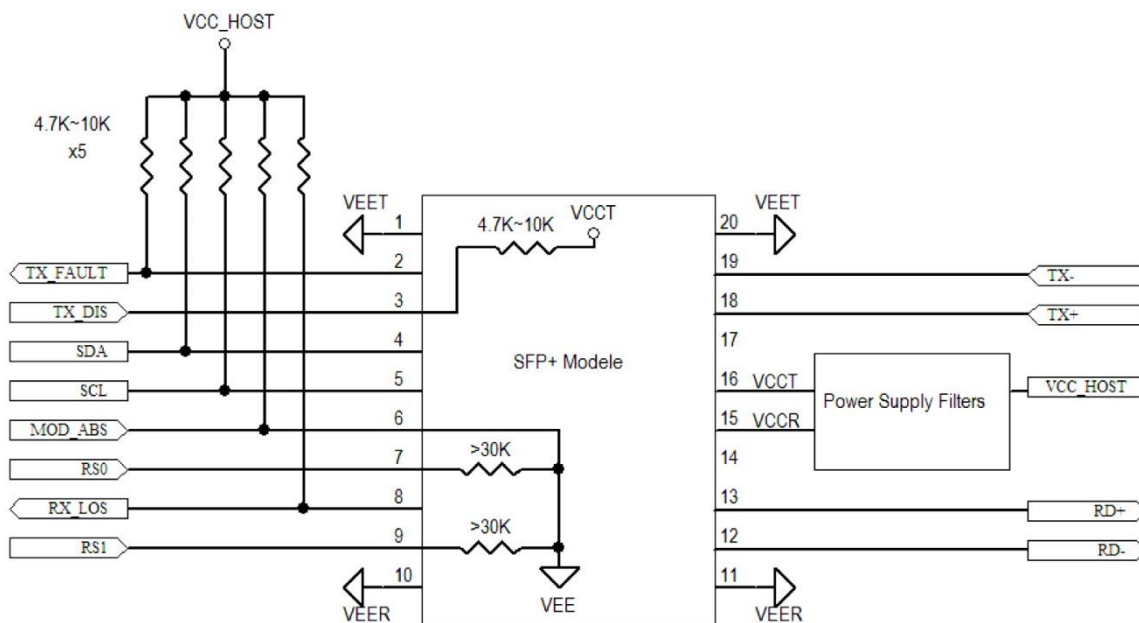 VCC_HOST
4.7K~10K
x5
VEET
1
4.7K~10K
VCCT
20
VEET
TX_FAULT
2
19
TX-
TX_DIS
3
18
TX+
SDA
4
17
SFP+ Modele
SCL
5
16
VCCT
Power Supply Filters
VCC_HOST
MOD_ABS
6
15
VCCR
RS0
7
>30K
14
RX_LOS
8
13
RD+
RS1
9
>30K
12
RD-
10
VEER
VEE
11
VEER